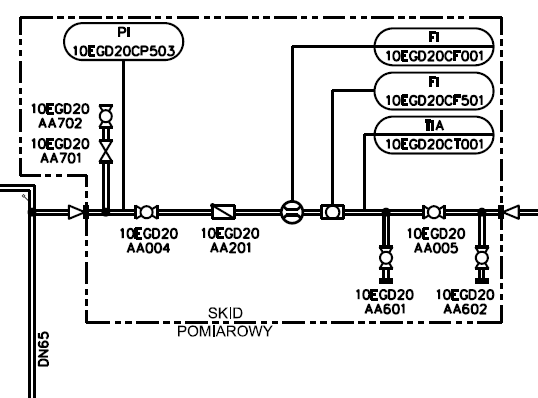 PI
10EGD20CP503
FI
10EGD20CF001
FI
10EGD20CF501
TIA
10EGD20CT001
10EGD20
AA702
10EGD20
AA701
10EGD20
AA004
10EGD20
AA201
10EGD20
AA005
10EGD20
AA601
10EGD20
AA602
SKID
POMIAROWY
DN65